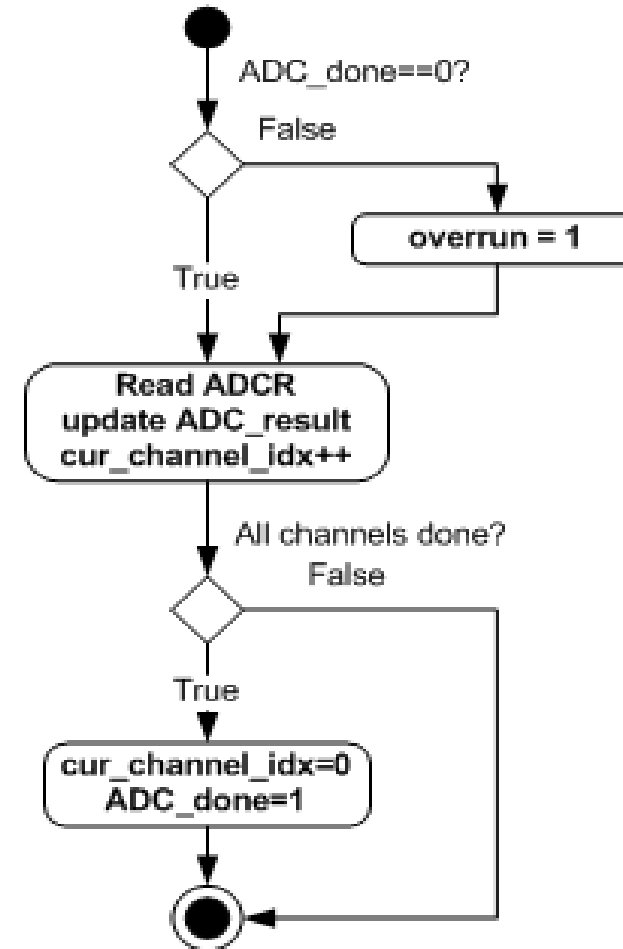 ADC_done==0?
False
overrun = 1
True
Read ADCR
update ADC_result
cur_channel_idx++
All channels done?
False
True
cur_channel_idx=0
ADC_done=1